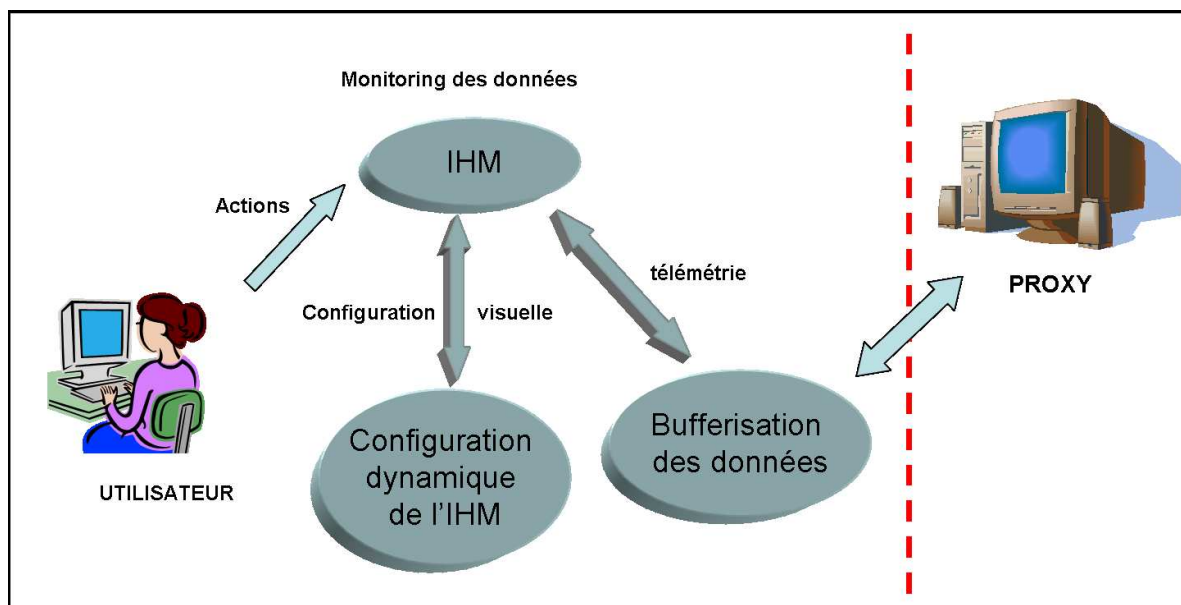 Monitoring des données
IHM
Actions
télémétrie
PROXY
Configuration visuelle
Configuration
dynamique
de l'IHM
Bufferisation
des données
UTILISATEUR